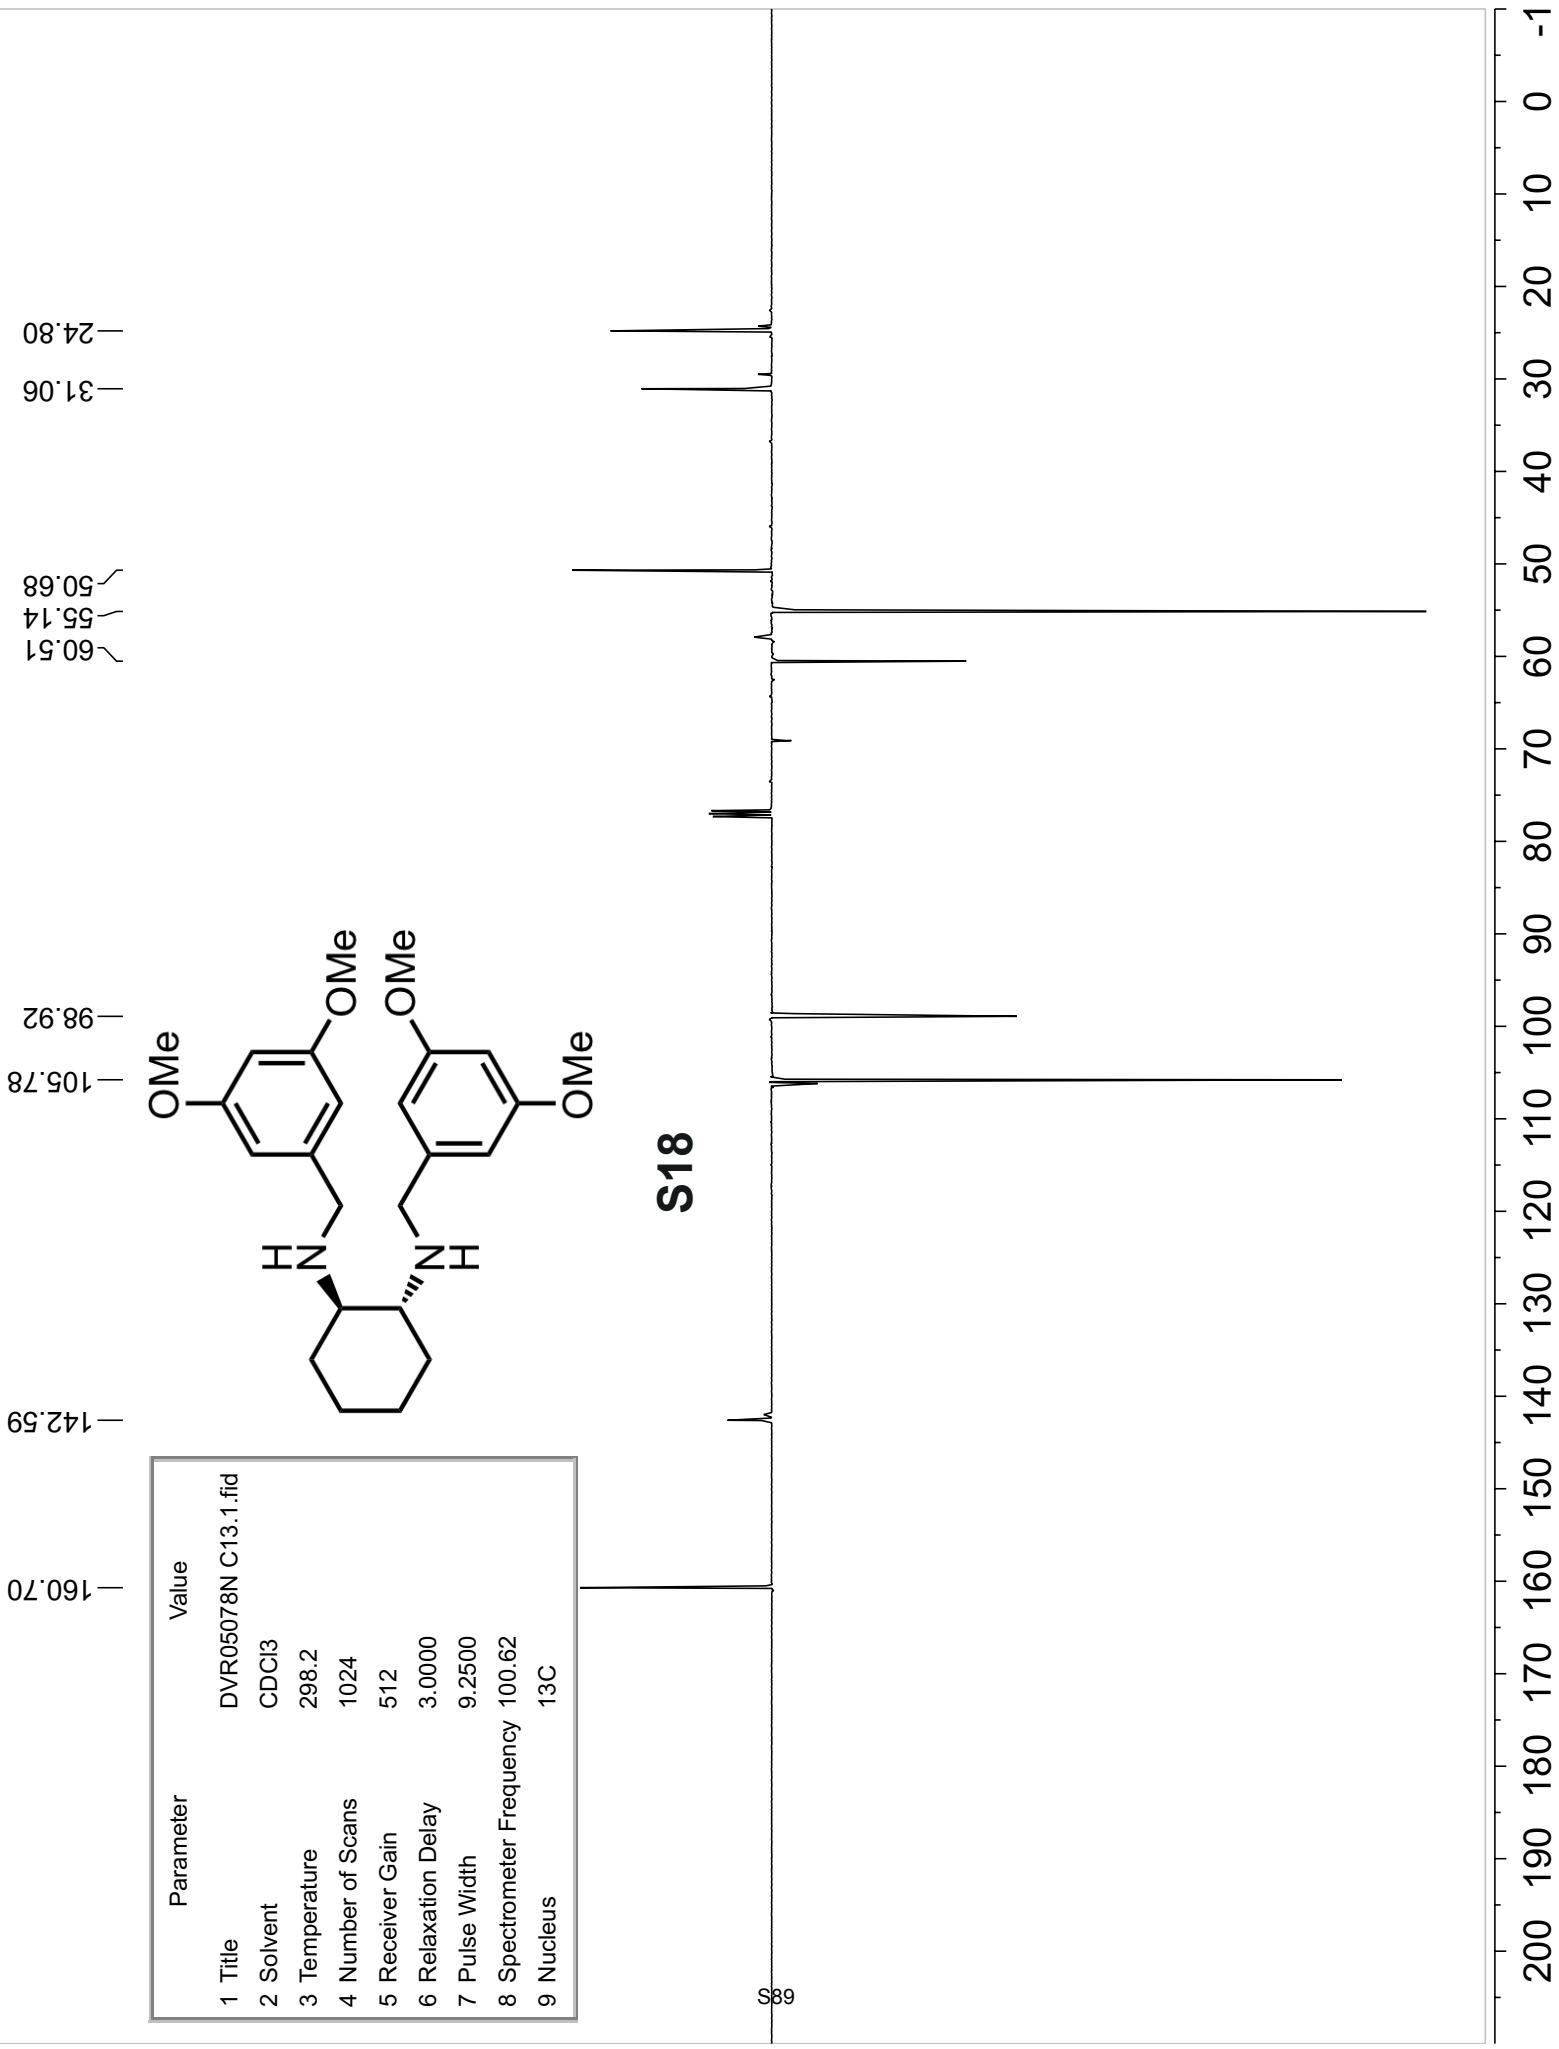 160.70
142.59
105.78
98.92
60.51
55.14
50.68
31.06
24.80
Parameter Value
1 Title DVR05078N C13.1.fid
2 Solvent CDCl3
3 Temperature 298.2
4 Number of Scans 1024
5 Receiver Gain 512
6 Relaxation Delay 3.0000
7 Pulse Width 9.2500
8 Spectrometer Frequency 100.62
9 Nucleus 13C
OMe
OMe
H
N
OMe
N
H
OMe
S18
S89
200 190 180 170 160 150 140 130 120 110 100 90 80 70 60 50 40 30 20 10 0 -1